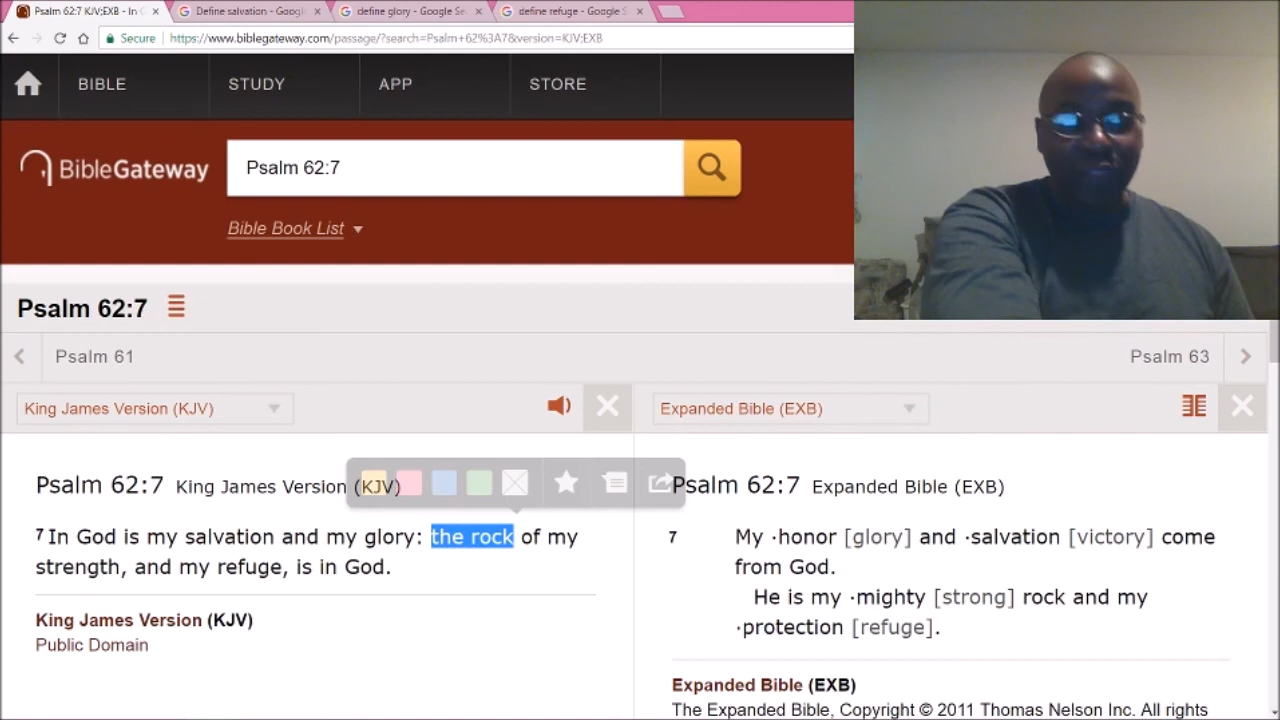 Psalm 62:7 KJV;EXB - In G
Define salvation - Googl
define glory - Google Se
define refuge - Google S
Secure https://www.biblegateway.com/passage/?search=Psalm+62%3A7&version=KJV;EXB
BIBLE STUDY APP STORE
BibleGateway Psalm 62:7
Bible Book List
Psalm 62:7
Psalm 61 Psalm 63
King James Version (KJV) Expanded Bible (EXB)
Psalm 62:7 King James Version (KJV)
7 In God is my salvation and my glory: the rock of my
strength, and my refuge, is in God.
King James Version (KJV)
Public Domain
Psalm 62:7 Expanded Bible (EXB)
7 My ·honor [glory] and ·salvation [victory] come
from God.
He is my ·mighty [strong] rock and my
·protection [refuge].
Expanded Bible (EXB)
The Expanded Bible, Copyright © 2011 Thomas Nelson Inc. All rights